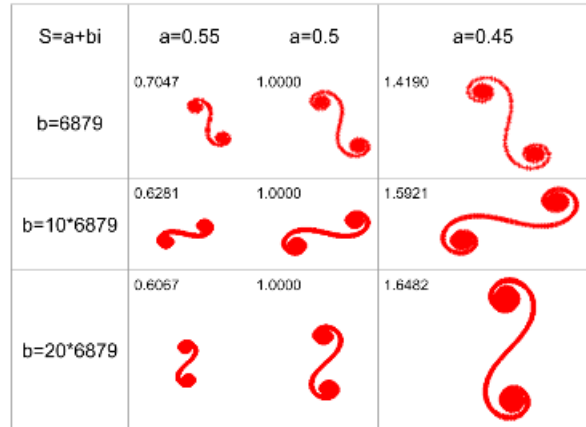 S=a+bi a=0.55 a=0.5 a=0.45
0.7047 1.0000 1.4190
b=6879
0.6281 1.0000 1.5921
b=10*6879
0.6067 1.0000 1.6482
b=20*6879